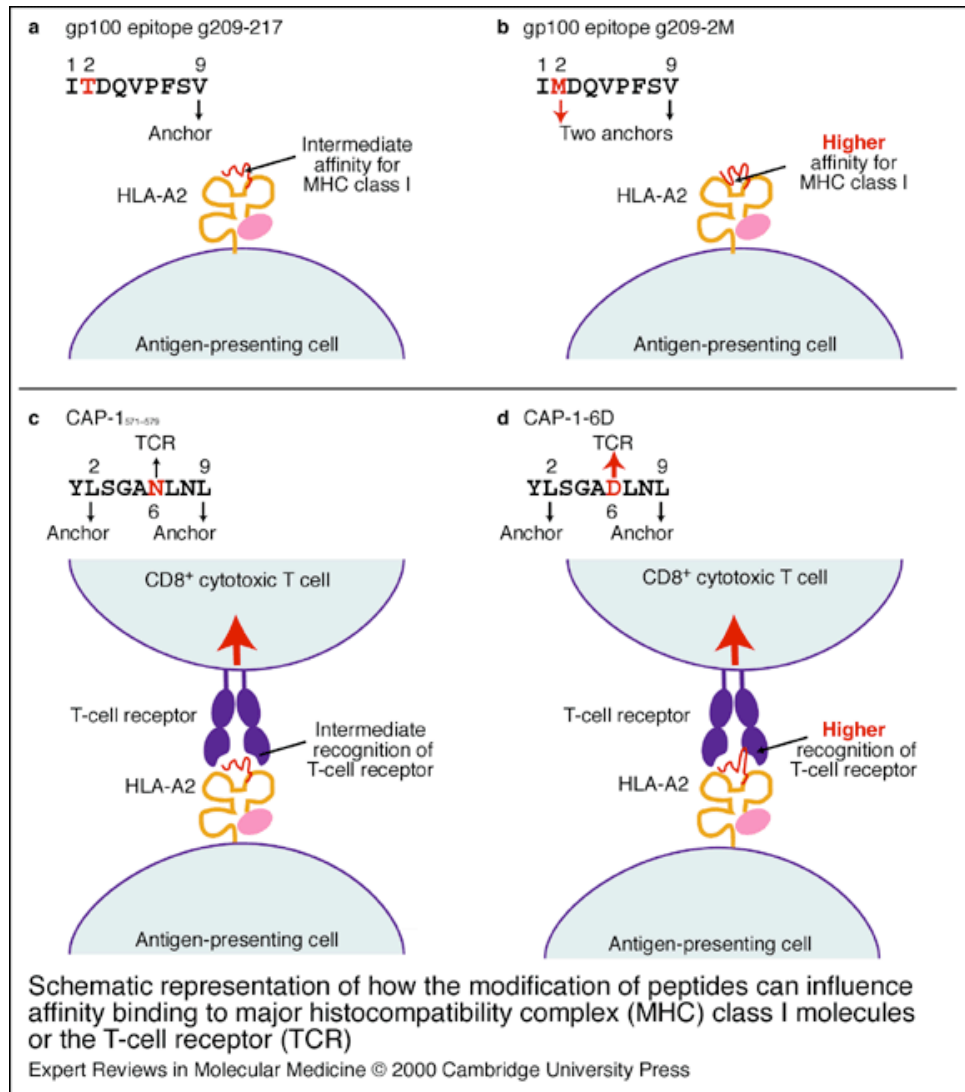 a gp100 epitope g209-217
1 2 9
ITDQVPFSV
Anchor
Intermediate
affinity for
MHC class I
HLA-A2
Antigen-presenting cell
b gp100 epitope g209-2M
1 2 9
IMDQVPFSV
Two anchors
Higher
affinity for
MHC class I
HLA-A2
Antigen-presenting cell
c CAP-1571–579
TCR
2 9
YLSGANLNL
6
Anchor Anchor
CD8+ cytotoxic T cell
T-cell receptor
Intermediate
recognition of
T-cell receptor
HLA-A2
Antigen-presenting cell
d CAP-1-6D
TCR
2 9
YLSGADLNL
6
Anchor Anchor
CD8+ cytotoxic T cell
T-cell receptor
Higher
recognition of
T-cell receptor
HLA-A2
Antigen-presenting cell
Schematic representation of how the modification of peptides can influence
affinity binding to major histocompatibility complex (MHC) class I molecules
or the T-cell receptor (TCR)
Expert Reviews in Molecular Medicine © 2000 Cambridge University Press